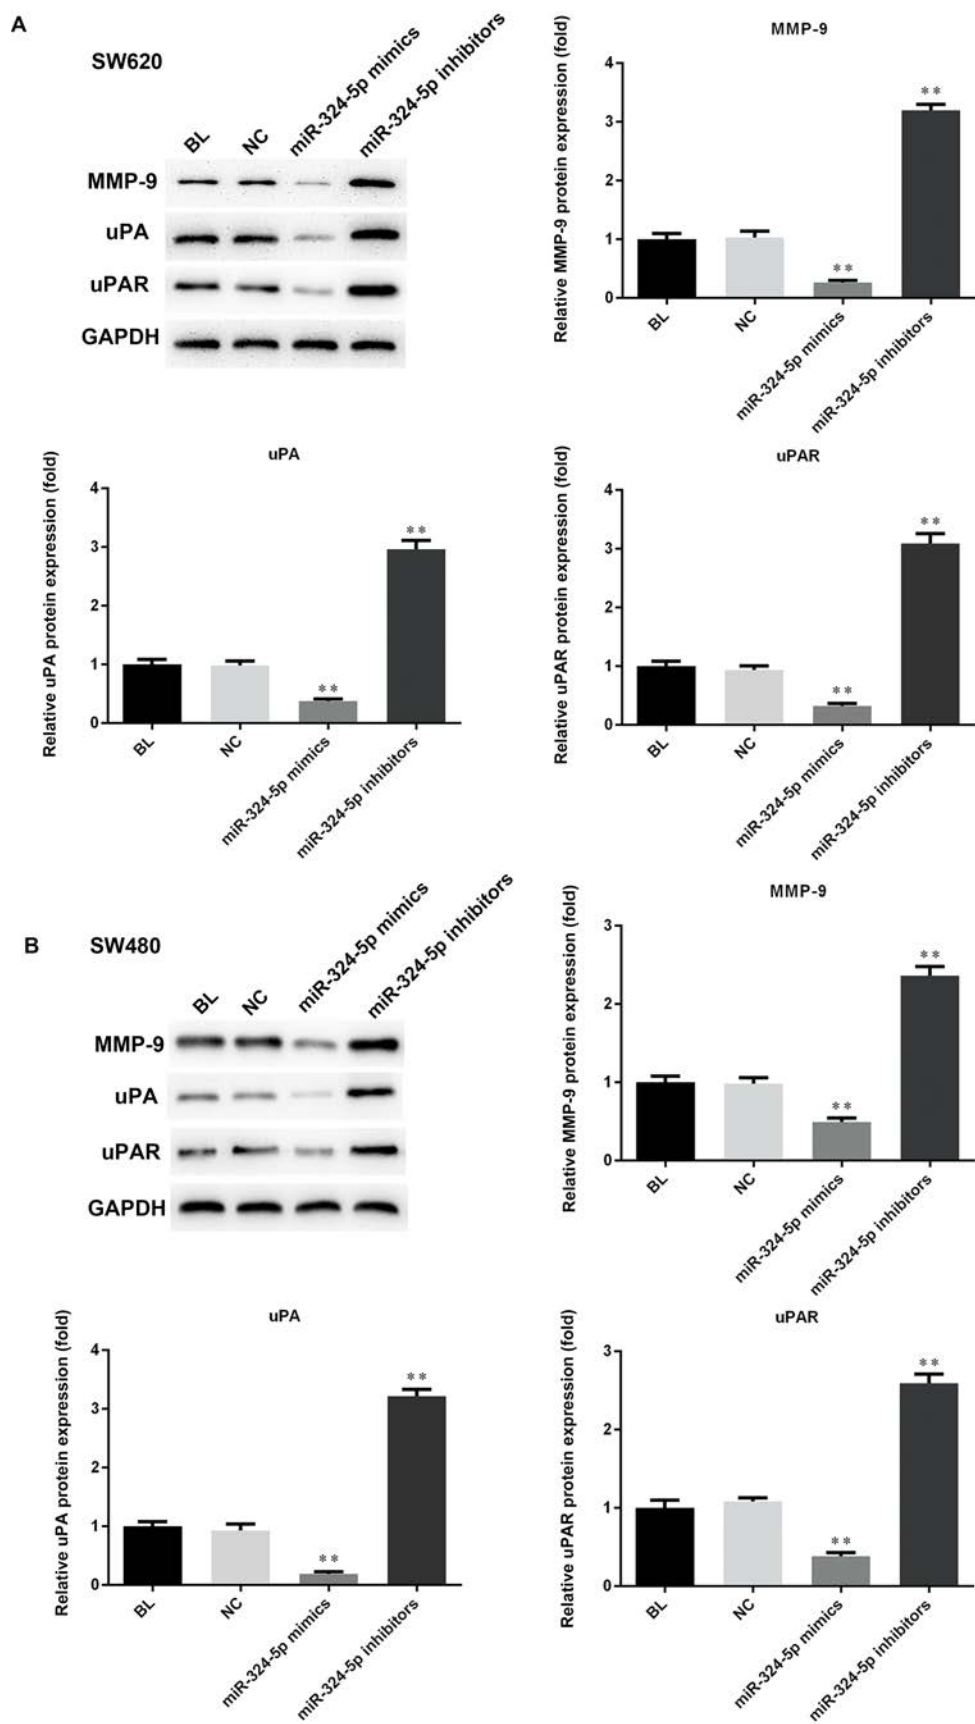 A
SW620
BL
NC
miR-324-5p mimics
miR-324-5p inhibitors
MMP-9
uPA
uPAR
GAPDH
MMP-9
Relative MMP-9 protein expression (fold)
4
3
2
1
0
**
**
BL
NC
miR-324-5p mimics
miR-324-5p inhibitors
uPA
Relative uPA protein expression (fold)
4
3
2
1
0
**
**
BL
NC
miR-324-5p mimics
miR-324-5p inhibitors
uPAR
Relative uPAR protein expression (fold)
4
3
2
1
0
**
**
BL
NC
miR-324-5p mimics
miR-324-5p inhibitors
B
SW480
BL
NC
miR-324-5p mimics
miR-324-5p inhibitors
MMP-9
uPA
uPAR
GAPDH
MMP-9
Relative MMP-9 protein expression (fold)
3
2
1
0
**
**
BL
NC
miR-324-5p mimics
miR-324-5p inhibitors
uPA
Relative uPA protein expression (fold)
4
3
2
1
0
**
**
BL
NC
miR-324-5p mimics
miR-324-5p inhibitors
uPAR
Relative uPAR protein expression (fold)
3
2
1
0
**
**
BL
NC
miR-324-5p mimics
miR-324-5p inhibitors